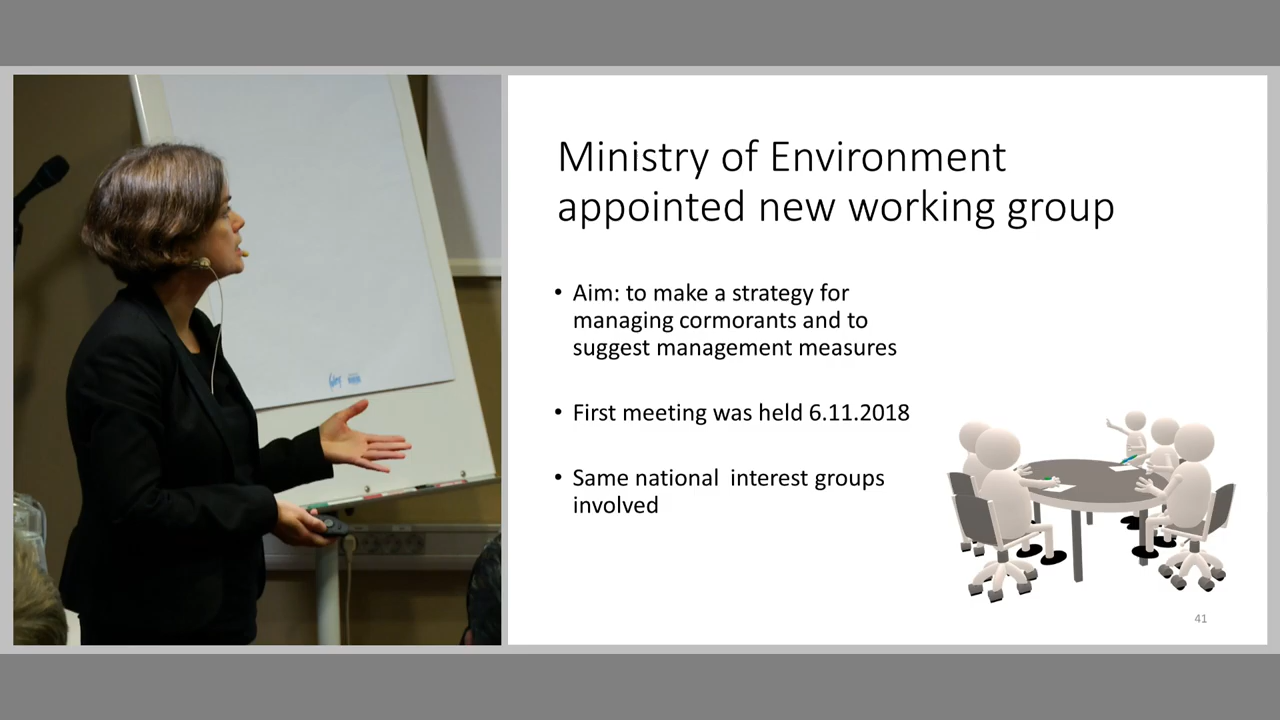 Ministry of Environment
appointed new working group
• Aim: to make a strategy for
managing cormorants and to
suggest management measures
• First meeting was held 6.11.2018
• Same national  interest groups
involved
41